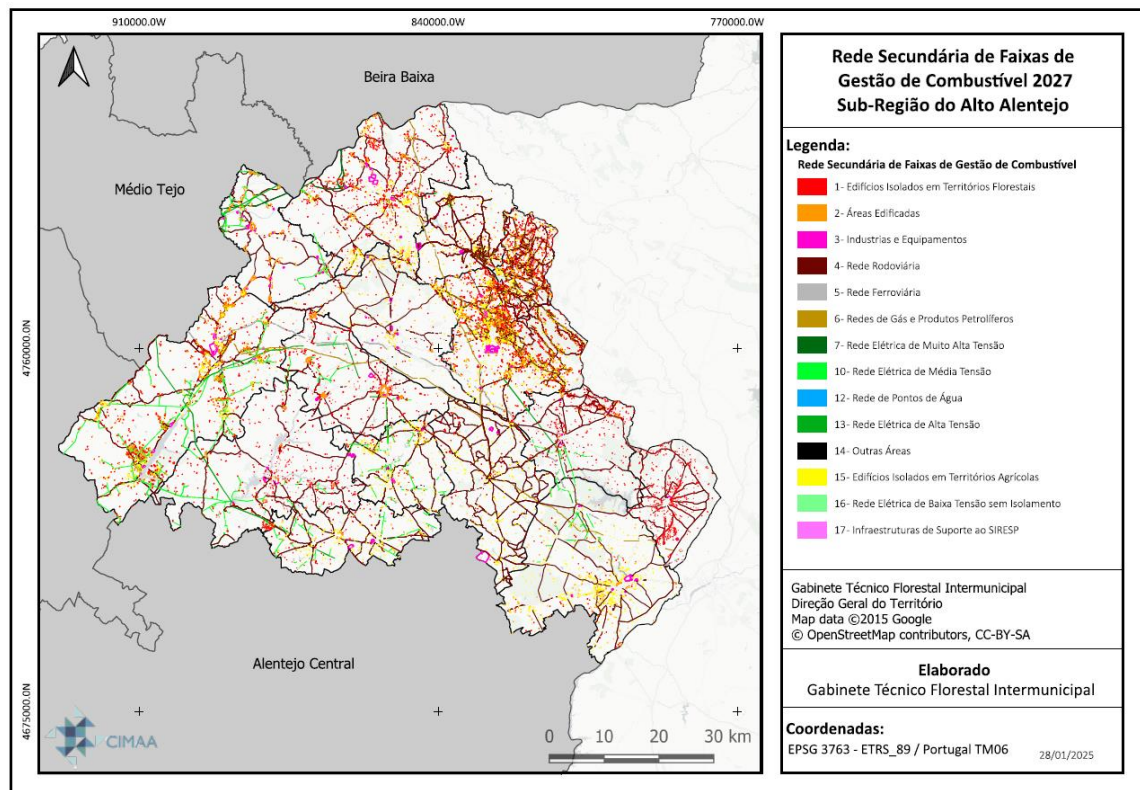 910000.0W
840000.0W
770000.0W
Beira Baixa
Médio Tejo
4760000.0N
4675000.0N
Alentejo Central
CIMAA
0 10 20 30 km
Rede Secundária de Faixas de
Gestão de Combustível 2027
Sub-Região do Alto Alentejo
Legenda:
Rede Secundária de Faixas de Gestão de Combustível
1- Edifícios Isolados em Territórios Florestais
2- Áreas Edificadas
3- Industrias e Equipamentos
4- Rede Rodoviária
5- Rede Ferroviária
6- Redes de Gás e Produtos Petrolíferos
7- Rede Elétrica de Muito Alta Tensão
10- Rede Elétrica de Média Tensão
12- Rede de Pontos de Água
13- Rede Elétrica de Alta Tensão
14- Outras Áreas
15- Edifícios Isolados em Territórios Agrícolas
16- Rede Elétrica de Baixa Tensão sem Isolamento
17- Infraestruturas de Suporte ao SIRESP
Gabinete Técnico Florestal Intermunicipal
Direção Geral do Território
Map data ©2015 Google
© OpenStreetMap contributors, CC-BY-SA
Elaborado
Gabinete Técnico Florestal Intermunicipal
Coordenadas:
EPSG 3763 - ETRS_89 / Portugal TM06
28/01/2025